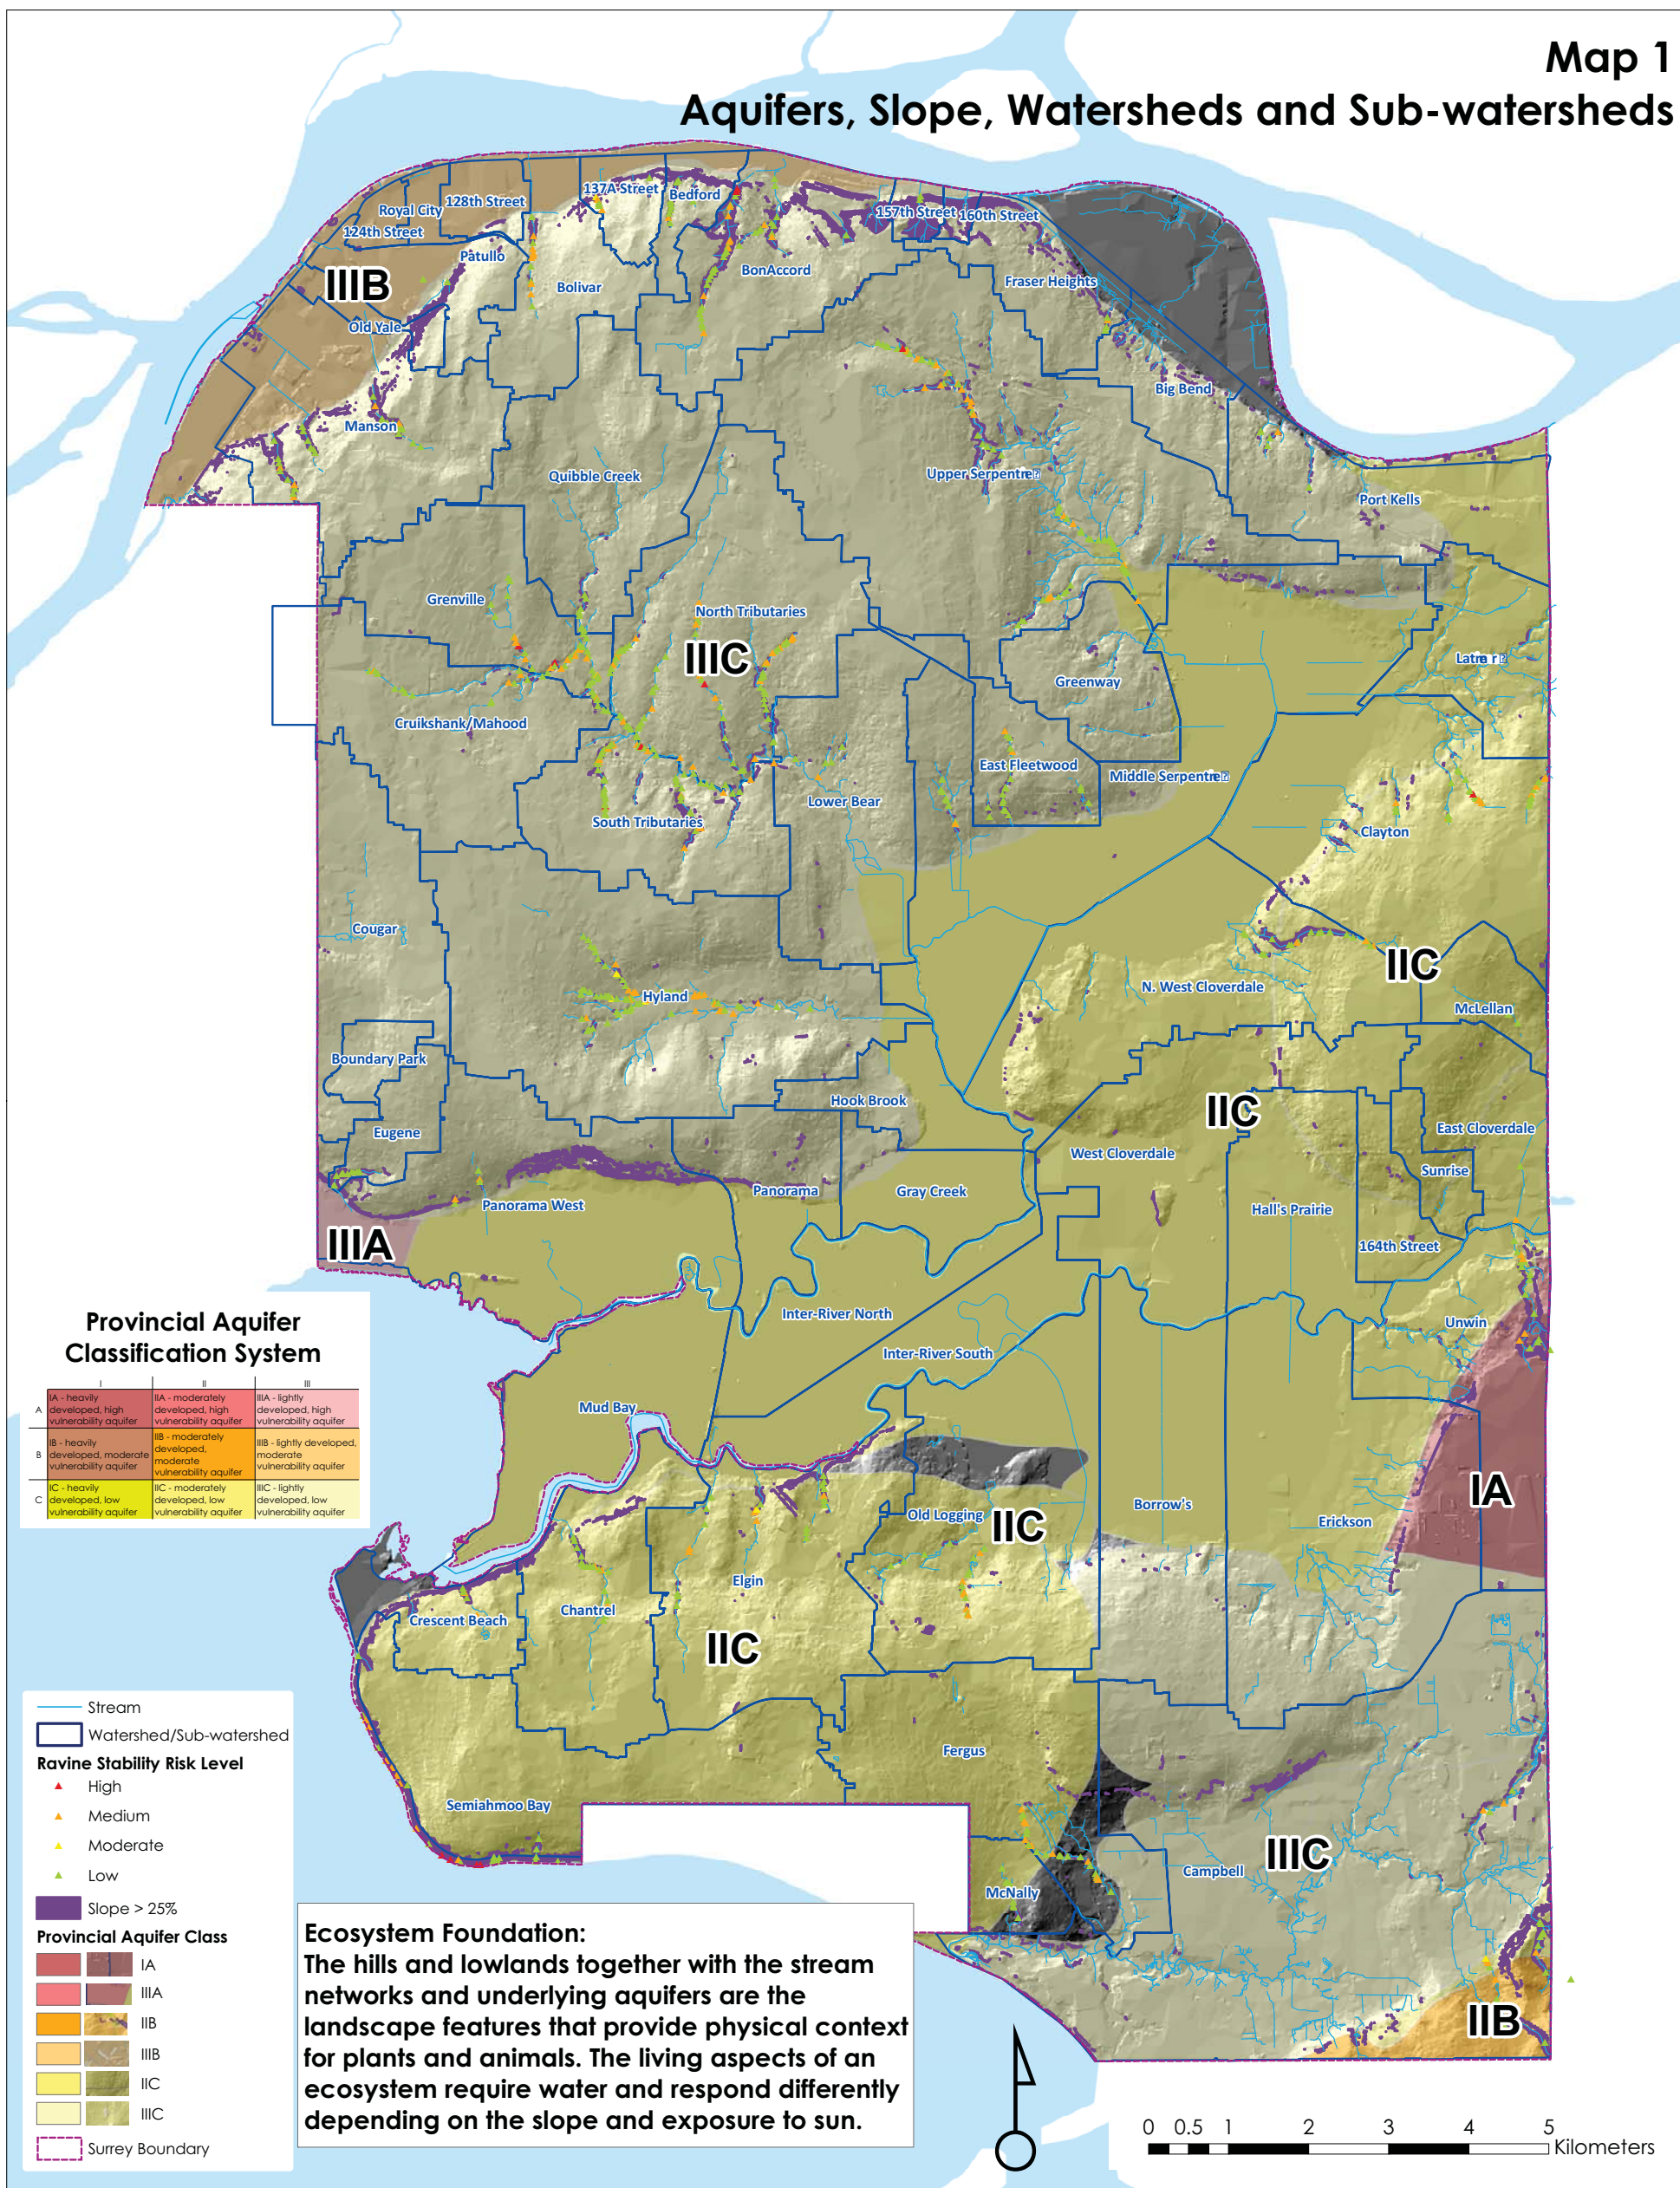 Map 1
Aquifers, Slope, Watersheds and Sub-watersheds
137A Street
Bedford
128th Street
Royal City
124th Street
157th Street
160th Street
Patullo
IIIB
BonAccord
Bolivar
Fraser Heights
Old Yale
Big Bend
Manson
Quibble Creek
Upper Serpentre
Port Kells
Grenville
North Tributaries
IIIC
Latmar
Greenway
Cruikshank/Mahood
East Fleetwood
Middle Serpentre
Lower Bear
South Tributaries
Clayton
Cougar
IIC
N. West Cloverdale
Hyland
McLellan
Boundary Park
Hook Brook
IIC
Eugene
East Cloverdale
West Cloverdale
Sunrise
Panorama
Gray Creek
Panorama West
Hall's Prairie
IIIA
164th Street
Inter-River North
Unwin
Inter-River South
Mud Bay
IA
Borrow's
Old Logging
IIC
Erickson
Elgin
Chantrel
Crescent Beach
IIC
Fergus
Semiahmoo Bay
IIIC
Campbell
McNally
IIB
Provincial Aquifer
Classification System
I II III
A
IA - heavily
developed, high
vulnerability aquifer
IIA - moderately
developed, high
vulnerability aquifer
IIIA - lightly
developed, high
vulnerability aquifer
B
IB - heavily
developed, moderate
vulnerability aquifer
IIB - moderately
developed,
moderate
vulnerability aquifer
IIIB - lightly developed,
moderate
vulnerability aquifer
C
IC - heavily
developed, low
vulnerability aquifer
IIC - moderately
developed, low
vulnerability aquifer
IIIC - lightly
developed, low
vulnerability aquifer
Stream
Watershed/Sub-watershed
Ravine Stability Risk Level
High
Medium
Moderate
Low
Slope > 25%
Provincial Aquifer Class
IA
IIIA
IIB
IIIB
IIC
IIIC
Surrey Boundary
Ecosystem Foundation:
The hills and lowlands together with the stream
networks and underlying aquifers are the
landscape features that provide physical context
for plants and animals. The living aspects of an
ecosystem require water and respond differently
depending on the slope and exposure to sun.
0 0.5 1 2 3 4 5
Kilometers